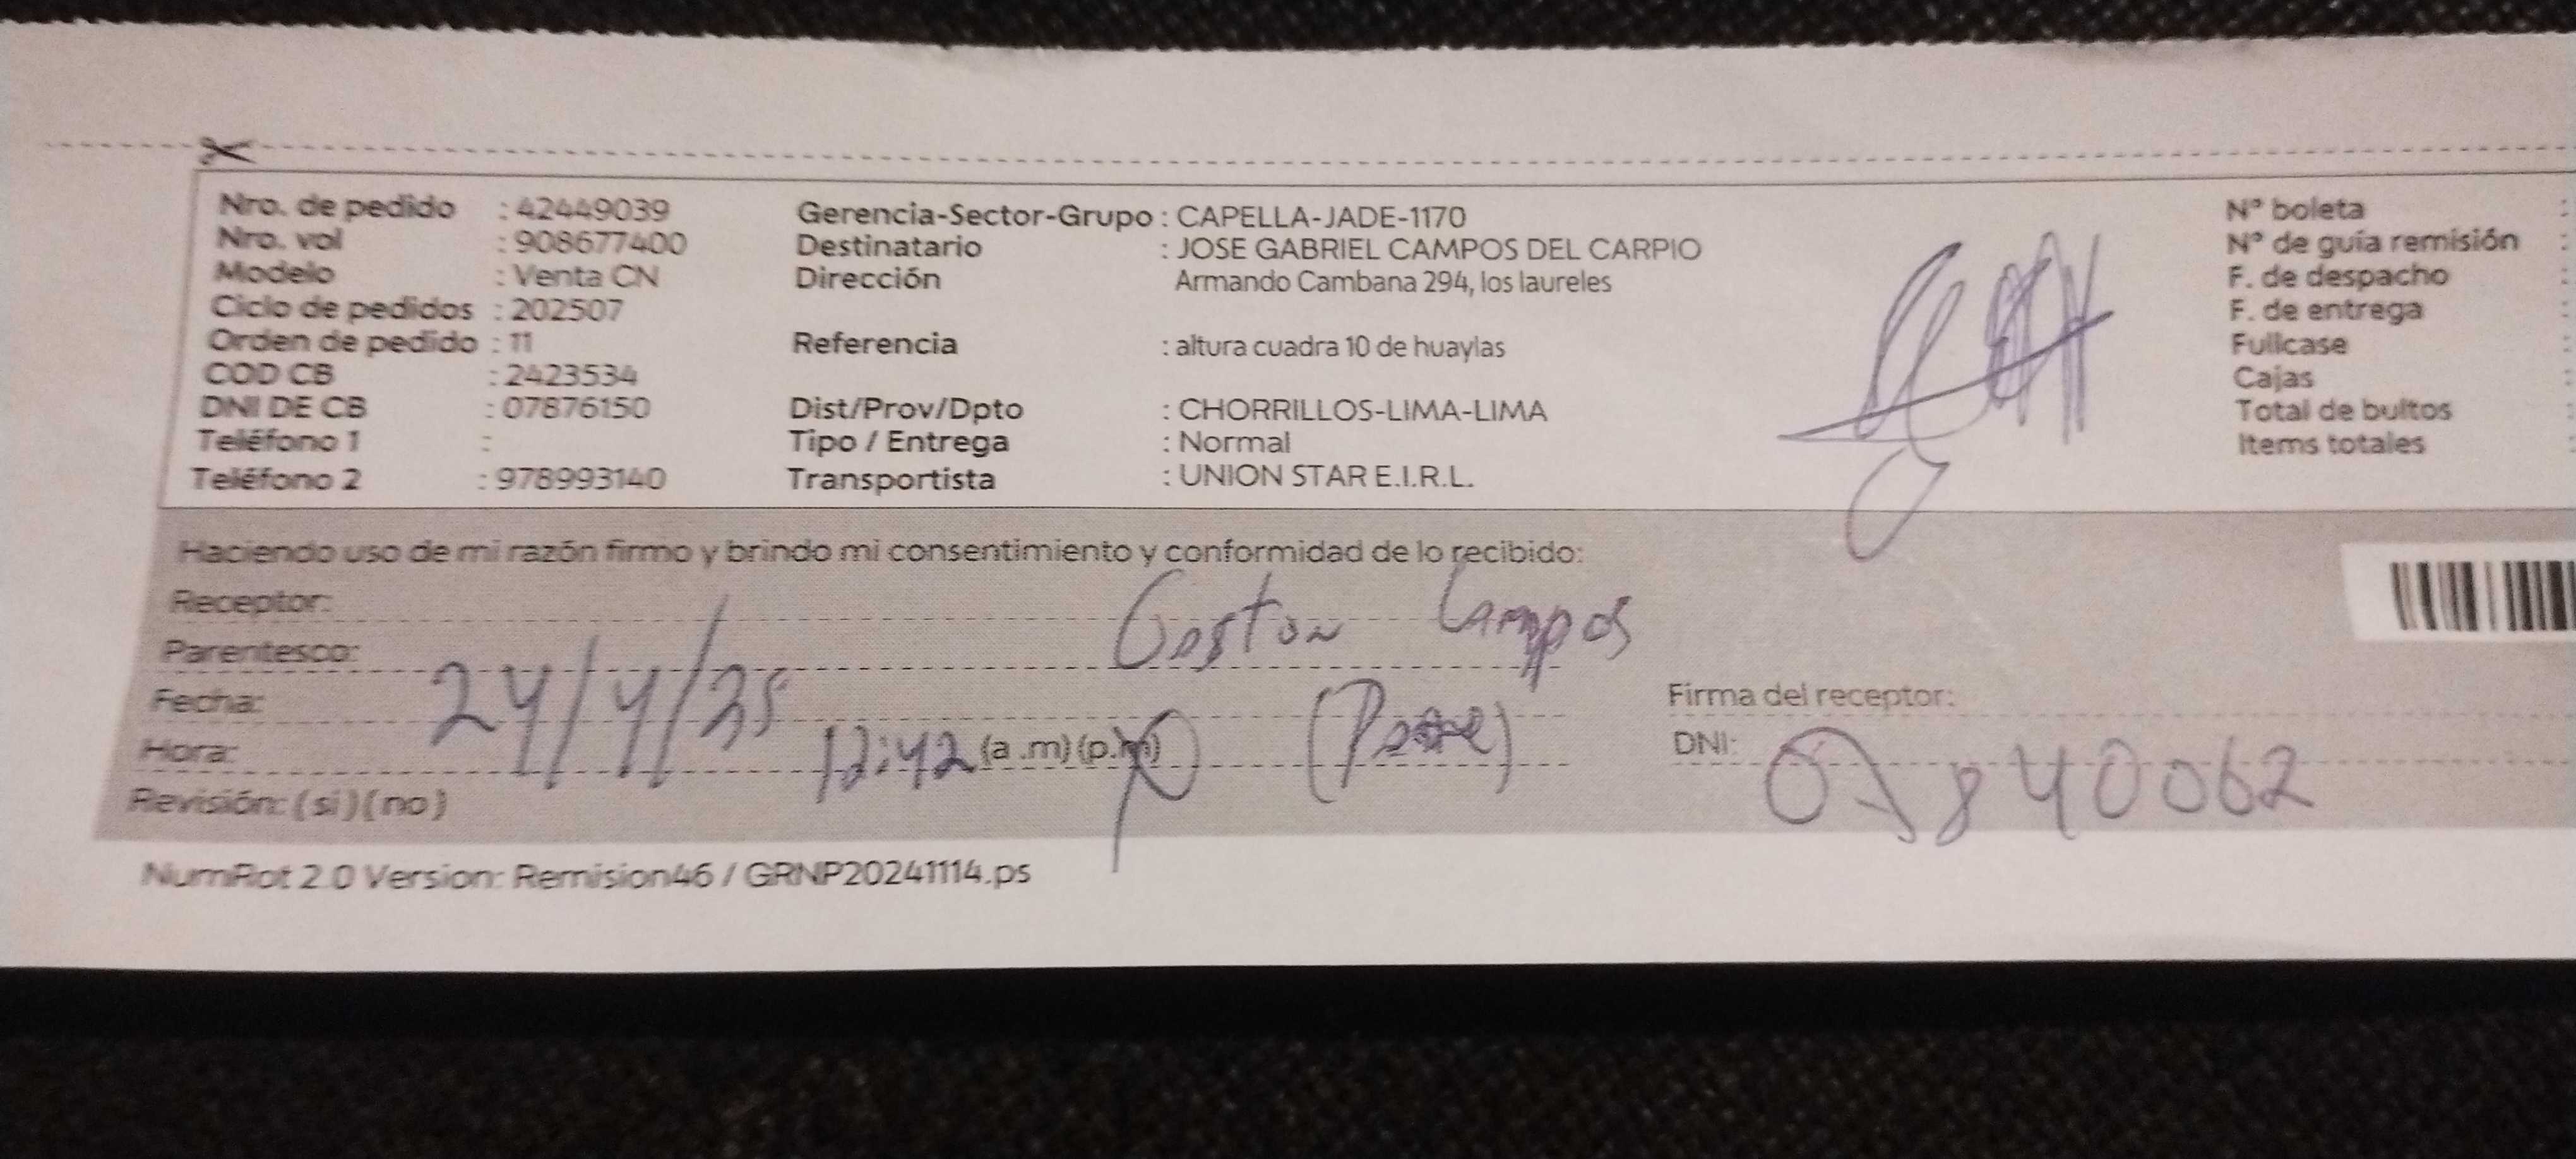 Nro. de pedido : 42449039
Nro. vol : 908677400
Modelo : Venta CN
Ciclo de pedidos : 202507
Orden de pedido : 11
COD CB : 2423534
DNI DE CB : 07876150
Teléfono 1 :
Teléfono 2 : 978993140
Gerencia-Sector-Grupo : CAPELLA-JADE-1170
Destinatario : JOSE GABRIEL CAMPOS DEL CARPIO
Dirección Armando Cambana 294, los laureles
Referencia : altura cuadra 10 de huaylas
Dist/Prov/Dpto : CHORRILLOS-LIMA-LIMA
Tipo / Entrega : Normal
Transportista : UNION STAR E.I.R.L.
N° boleta :
N° de guía remisión :
F. de despacho :
F. de entrega :
Fullcase :
Cajas :
Total de bultos :
Items totales :
Haciendo uso de mi razón firmo y brindo mi consentimiento y conformidad de lo recibido:
Receptor: Gaston Campos
Parentesco:
Fecha: 24/4/25
Hora: 12:42 (a .m) (p.m)
Revisión: (si) (no)
Firma del receptor:
DNI: 07840062
NumRot 2.0 Version: Remision46 / GRNP20241114.ps